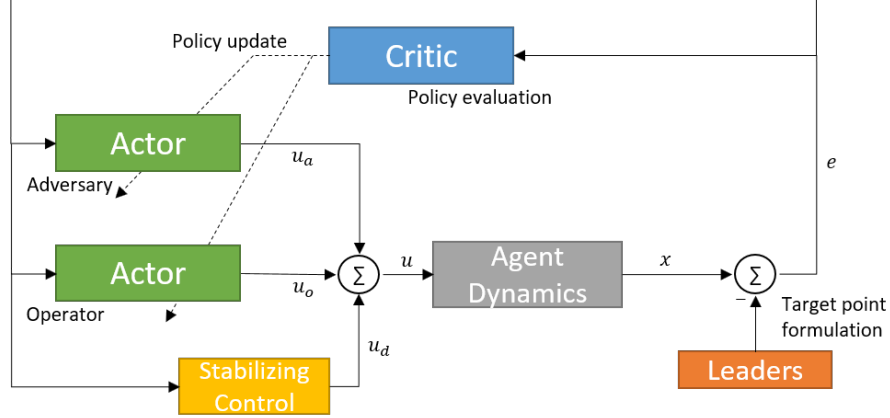 Policy update
Critic
Policy evaluation
Actor
Adversary
u_a
e
Actor
Operator
u_o
Σ
u
Agent
Dynamics
x
Σ
−
Target point
formulation
u_d
Stabilizing
Control
Leaders